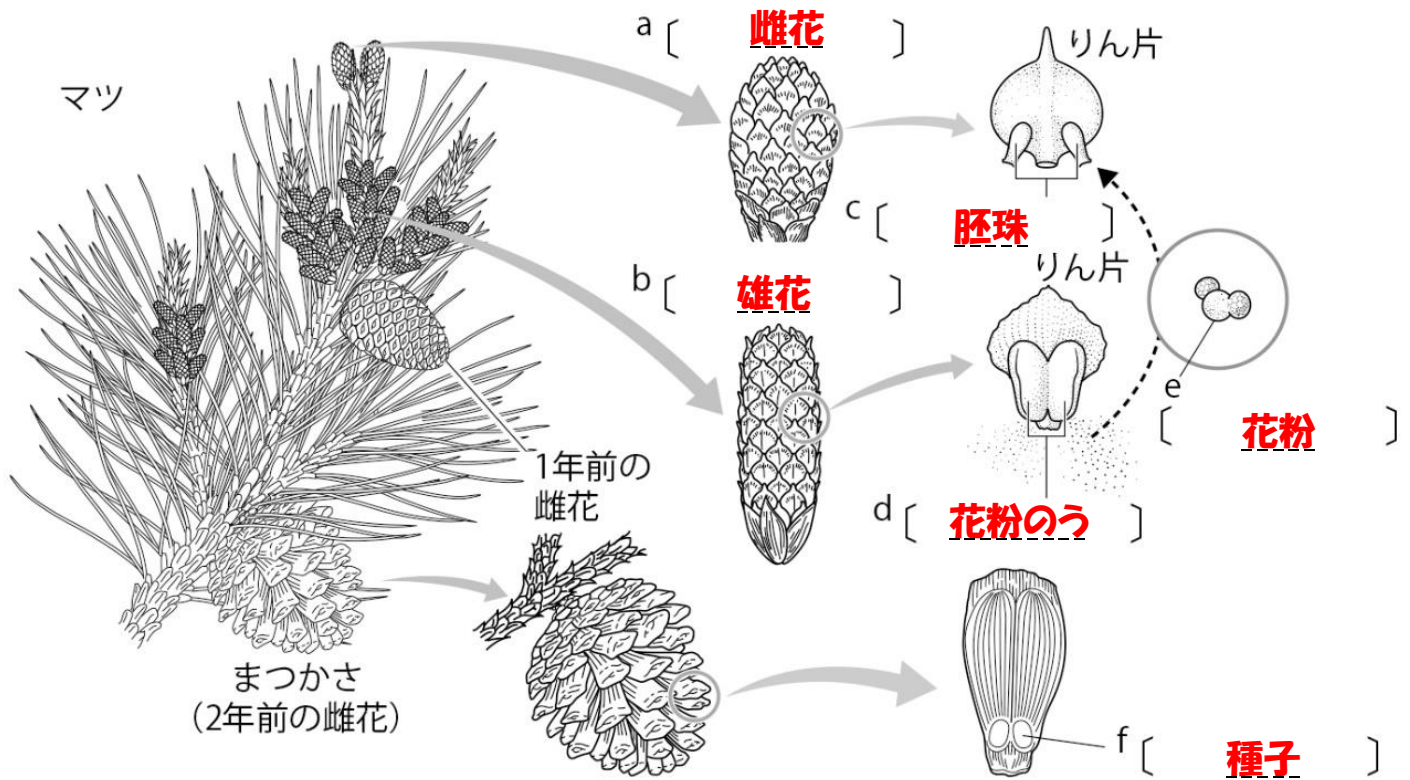 マツ
a〔 雌花 〕
りん片
c〔 胚珠 〕
b〔 雄花 〕
りん片
e
〔 花粉 〕
1年前の
雌花
d〔 花粉のう 〕
まつかさ
（2年前の雌花）
f〔 種子 〕